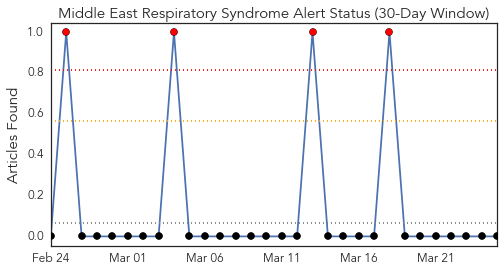 Middle East Respiratory Syndrome Alert Status (30-Day Window)
Articles Found
1.0
0.8
0.6
0.4
0.2
0.0
Feb 24 Mar 01 Mar 06 Mar 11 Mar 16 Mar 21